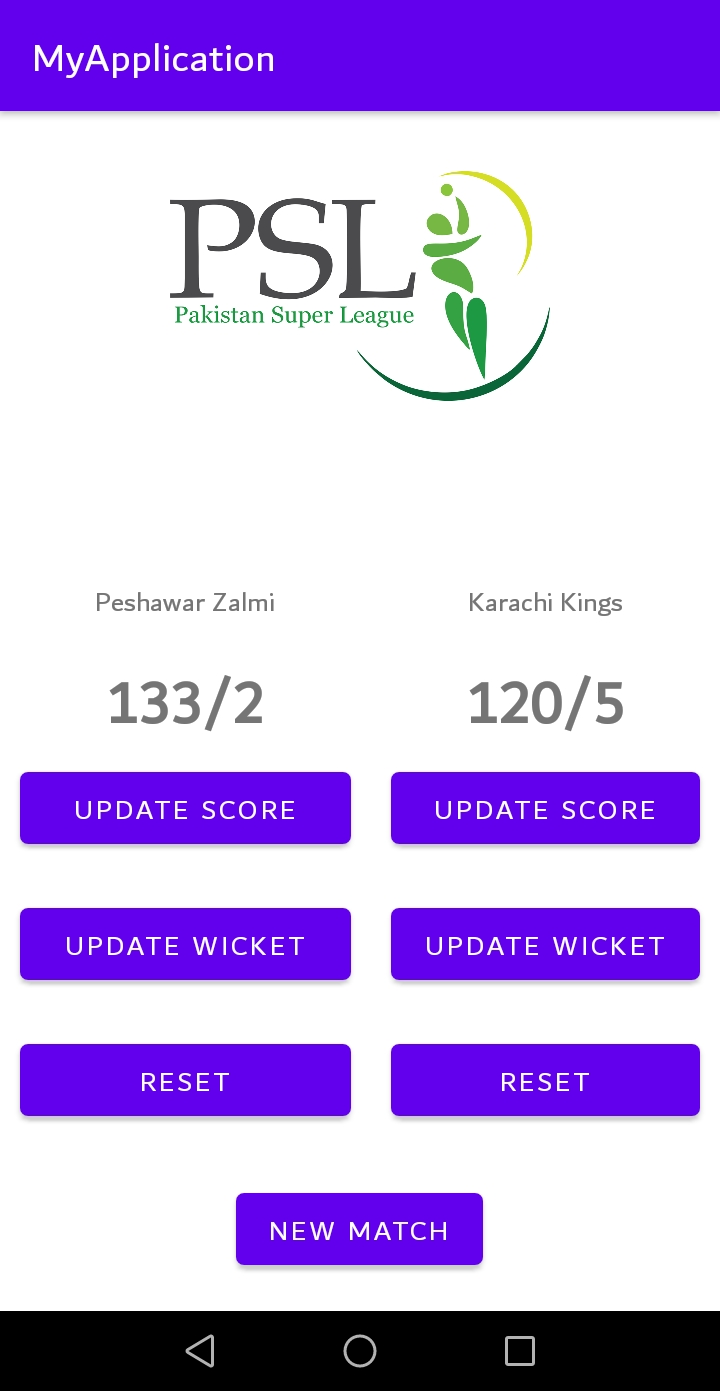 MyApplication
PSL
Pakistan Super League
Peshawar Zalmi Karachi Kings
133/2 120/5
UPDATE SCORE UPDATE SCORE
UPDATE WICKET UPDATE WICKET
RESET RESET
NEW MATCH